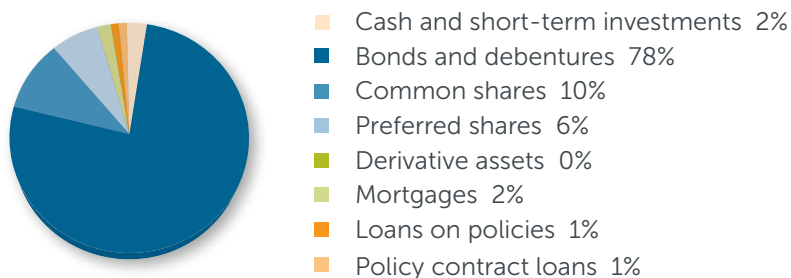 Cash and short-term investments 2%
Bonds and debentures 78%
Common shares 10%
Preferred shares 6%
Derivative assets 0%
Mortgages 2%
Loans on policies 1%
Policy contract loans 1%